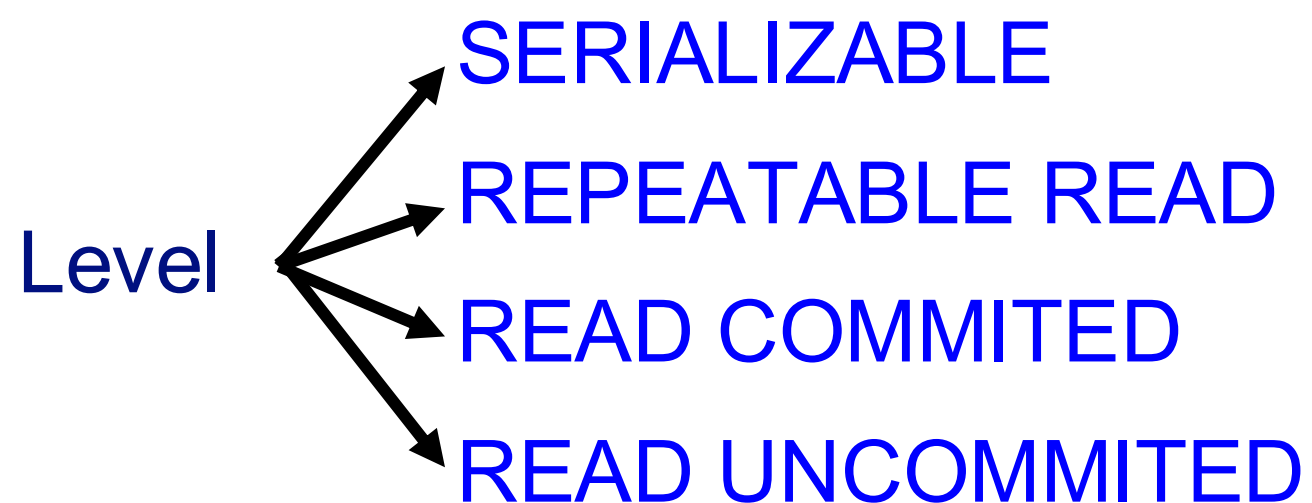 SERIALIZABLE
REPEATABLE READ
Level
READ COMMITED
READ UNCOMMITED